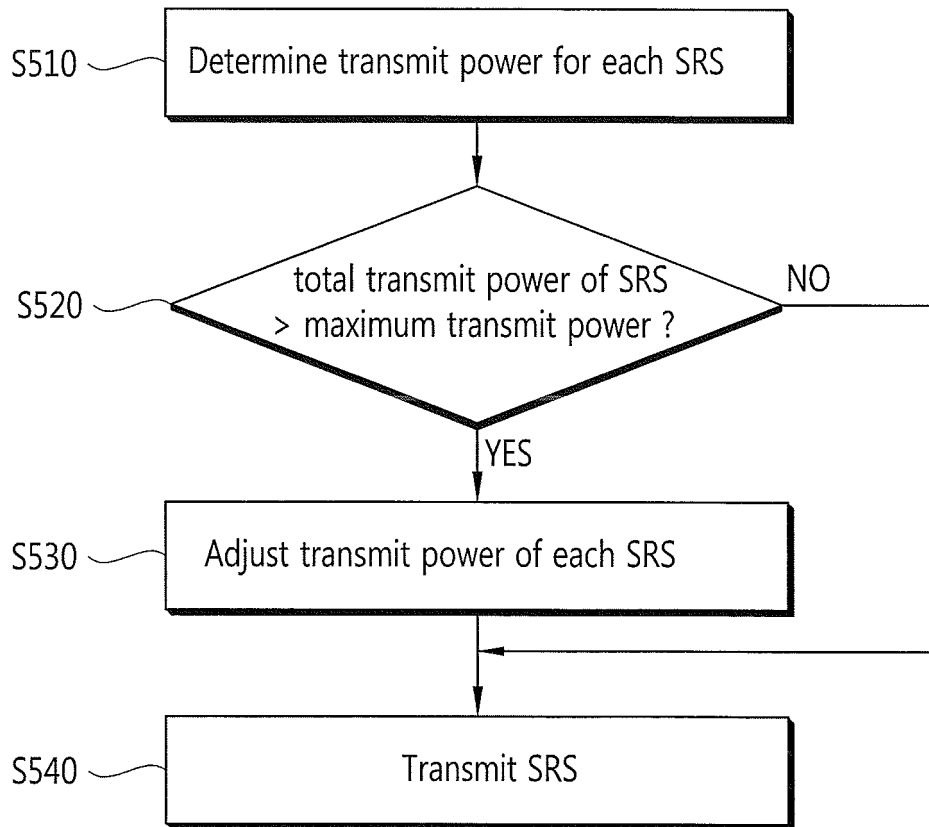 S510
Determine transmit power for each SRS
S520
total transmit power of SRS
> maximum transmit power ?
NO
YES
S530
Adjust transmit power of each SRS
S540
Transmit SRS